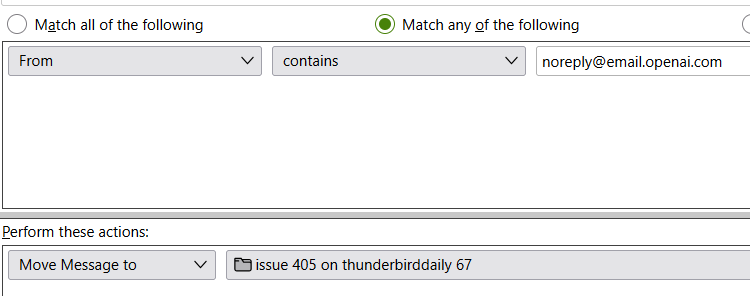 Match all of the following
Match any of the following
From
contains
noreply@email.openai.com
Perform these actions:
Move Message to
issue 405 on thunderbirddaily 67